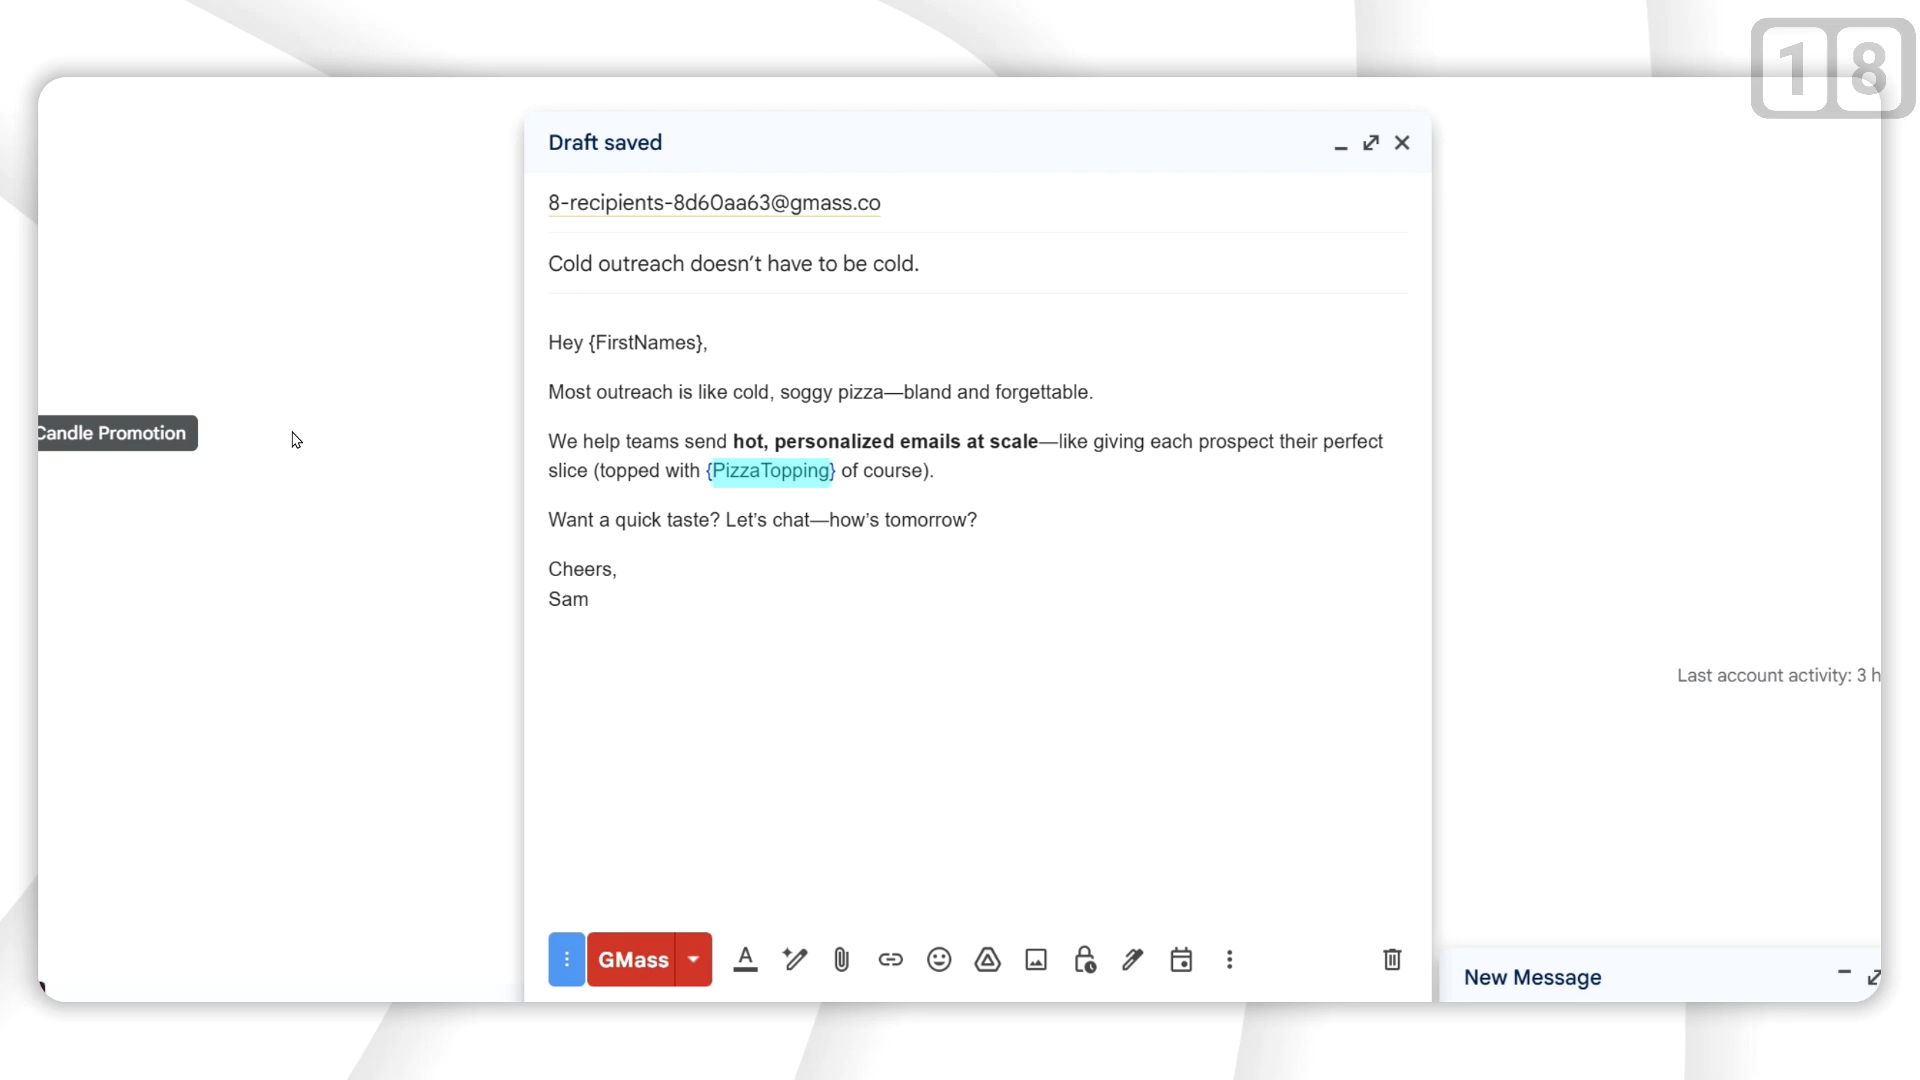 18
Draft saved
8-recipients-8d60aa63@gmass.co
Cold outreach doesn't have to be cold.
Hey {FirstNames},
Most outreach is like cold, soggy pizza—bland and forgettable.
Candle Promotion
We help teams send hot, personalized emails at scale—like giving each prospect their perfect
slice (topped with {PizzaTopping} of course).
Want a quick taste? Let's chat—how's tomorrow?
Cheers,
Sam
Last account activity: 3 h
GMass
New Message